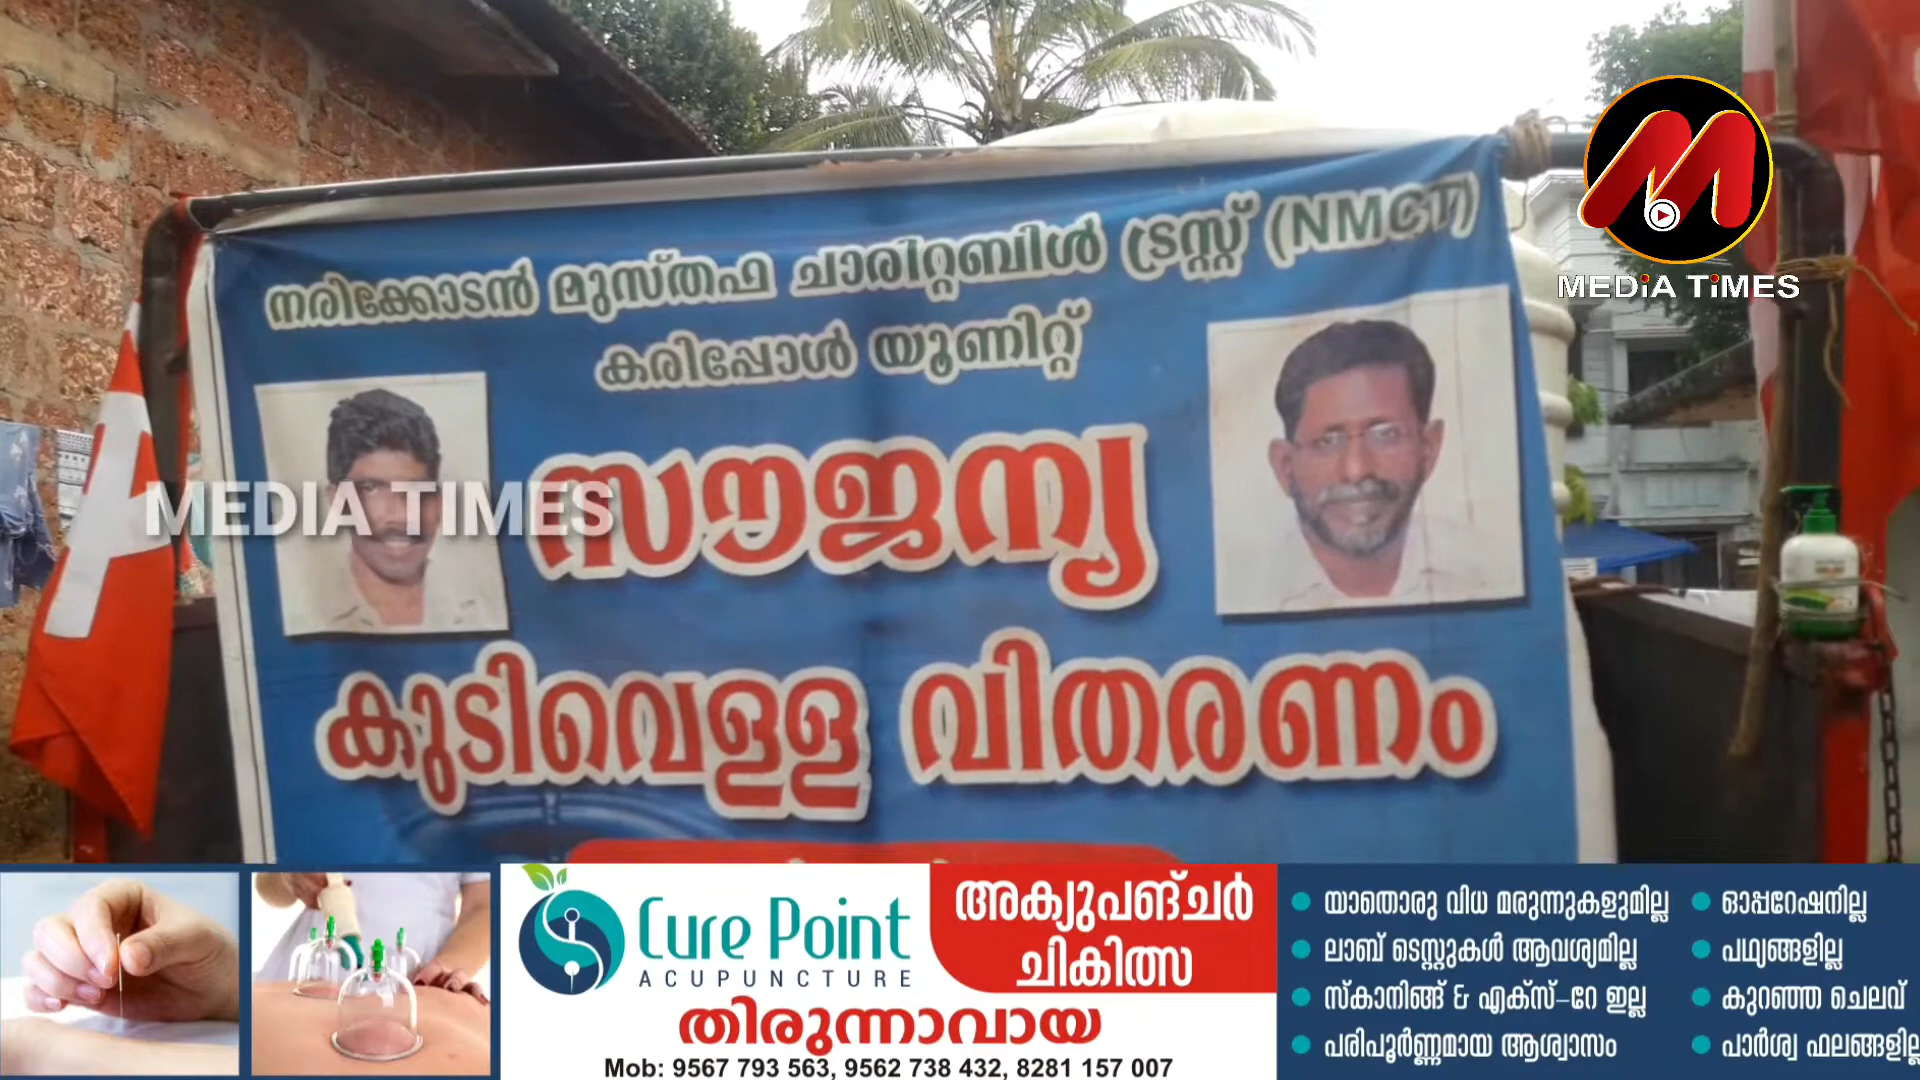 നരിക്കോടൻ മുസ്തഫ ചാരിറ്റബിൾ ട്രസ്റ്റ് (NMCT)
കരിപ്പോൾ യൂണിറ്റ്
സൗജന്യ
കുടിവെള്ള വിതരണം
MEDIA TIMES
MEDiA TiMES
Cure Point
ACUPUNCTURE
അക്യുപങ്ചർ
ചികിത്സ
തിരുന്നാവായ
Mob: 9567 793 563, 9562 738 432, 8281 157 007
യാതൊരു വിധ മരുന്നുകളുമില്ല
ലാബ് ടെസ്റ്റുകൾ ആവശ്യമില്ല
സ്കാനിങ്ങ് & എക്സ്-റേ ഇല്ല
പരിപൂർണ്ണമായ ആശ്വാസം
ഓപ്പറേഷനില്ല
പഥ്യങ്ങളില്ല
കുറഞ്ഞ ചെലവ്
പാർശ്വ ഫലങ്ങളില്ല